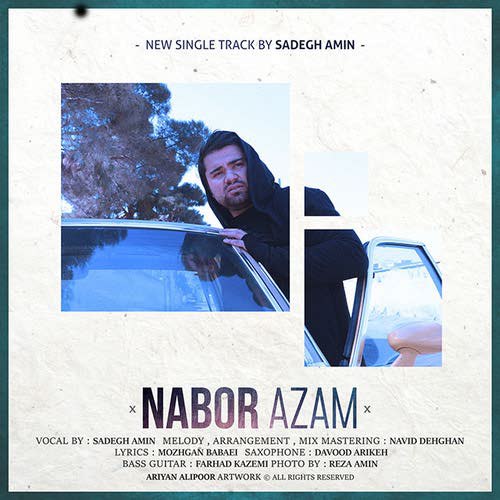 - NEW SINGLE TRACK BY SADEGH AMIN -
x NABOR AZAM x
VOCAL BY : SADEGH AMIN MELODY , ARRANGEMENT , MIX MASTERING : NAVID DEHGHAN
LYRICS : MOZHGAÑ BABAEI SAXOPHONE : DAVOOD ARIKEH
BASS GUITAR : FARHAD KAZEMI PHOTO BY : REZA AMIN
ARIYAN ALIPOOR ARTWORK © ALL RIGHTS RESERVED